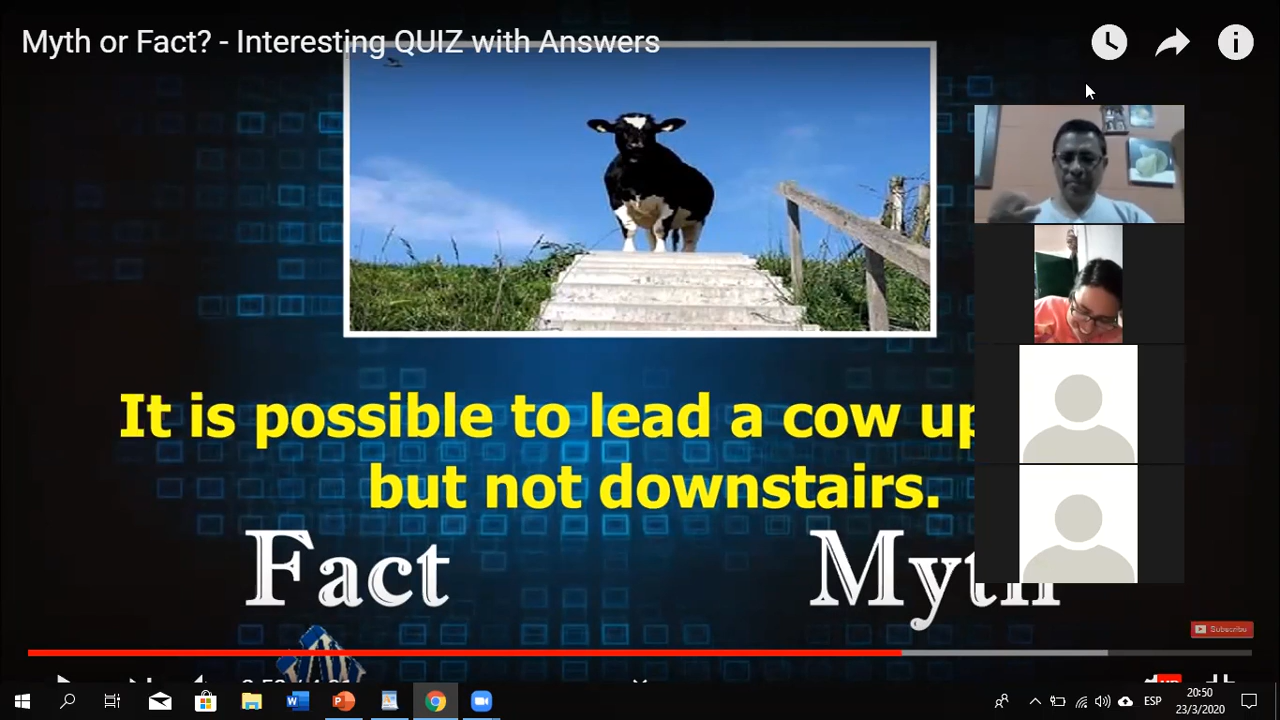 Myth or Fact? - Interesting QUIZ with Answers
It is possible to lead a cow up
but not downstairs.
Fact
Myth
Subscribe
ESP
20:50
23/3/2020